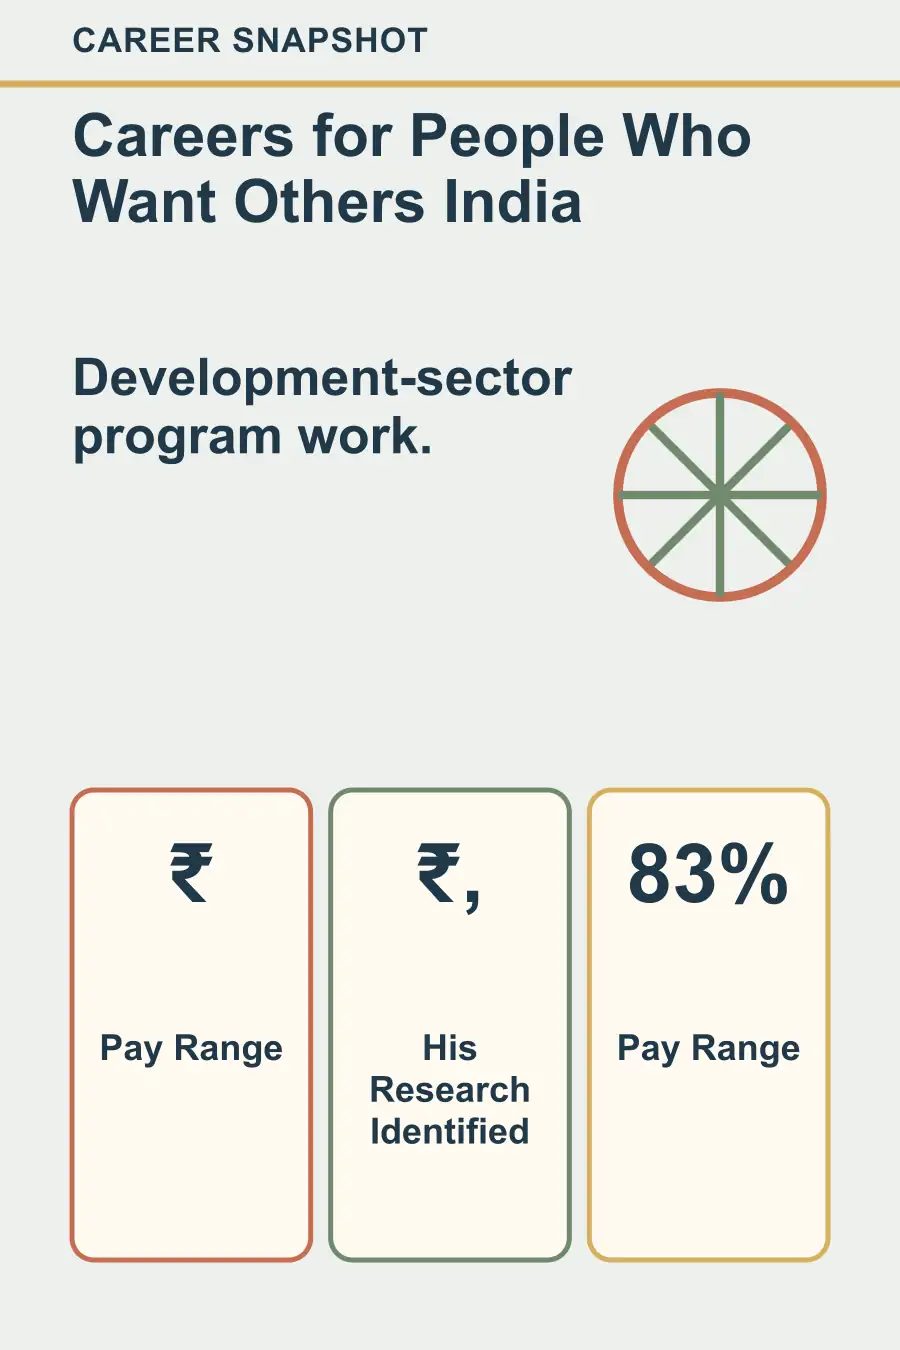 CAREER SNAPSHOT
Careers for People Who
Want Others India
Development-sector
program work.
₹
Pay Range
₹,
His
Research
Identified
83%
Pay Range